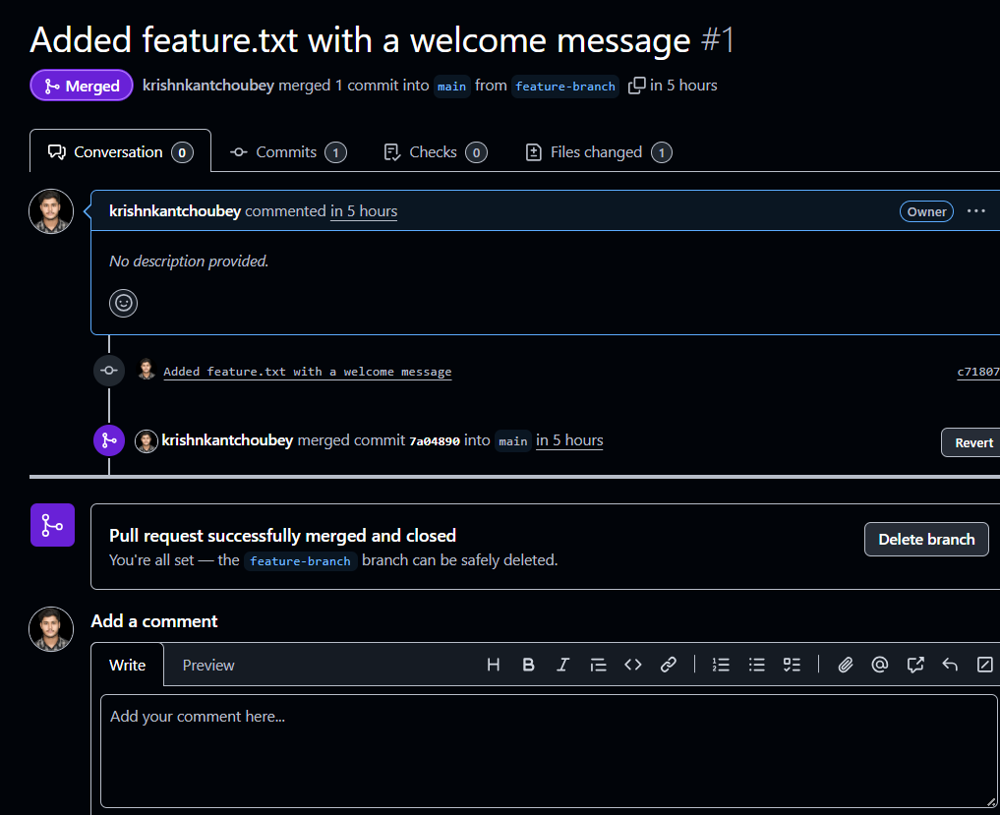 Added feature.txt with a welcome message #1
Merged krishnkantchoubey merged 1 commit into main from feature-branch in 5 hours
Conversation 0 Commits 1 Checks 0 Files changed 1
krishnkantchoubey commented in 5 hours Owner
No description provided.
Added feature.txt with a welcome message c71807
krishnkantchoubey merged commit 7a04890 into main in 5 hours Revert
Pull request successfully merged and closed
You're all set — the feature-branch branch can be safely deleted.
Delete branch
Add a comment
Write Preview
Add your comment here...